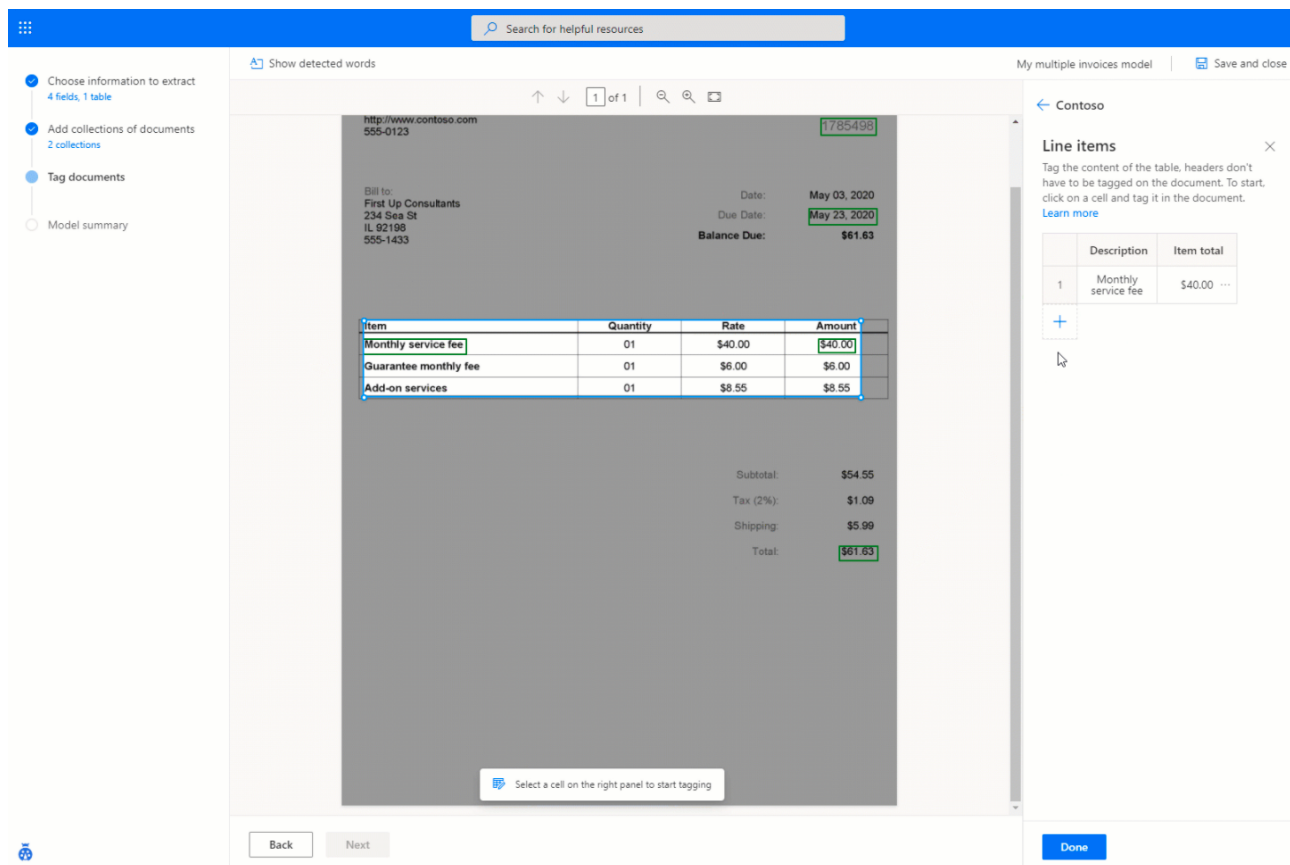 Search for helpful resources
Choose information to extract
4 fields, 1 table
Add collections of documents
2 collections
Tag documents
Model summary
Show detected words
My multiple invoices model
Save and close
1 of 1
http://www.contoso.com
555-0123
1785498
Bill to:
First Up Consultants
234 Sea St
IL 92198
555-1433
Date: May 03, 2020
Due Date: May 23, 2020
Balance Due: $61.63
Item Quantity Rate Amount
Monthly service fee 01 $40.00 $40.00
Guarantee monthly fee 01 $6.00 $6.00
Add-on services 01 $8.55 $8.55
Subtotal: $54.55
Tax (2%): $1.09
Shipping: $5.99
Total: $61.63
Select a cell on the right panel to start tagging
Back Next
Contoso
Line items
Tag the content of the table, headers don't
have to be tagged on the document. To start,
click on a cell and tag it in the document.
Learn more
Description Item total
1 Monthly service fee $40.00 ...
Done